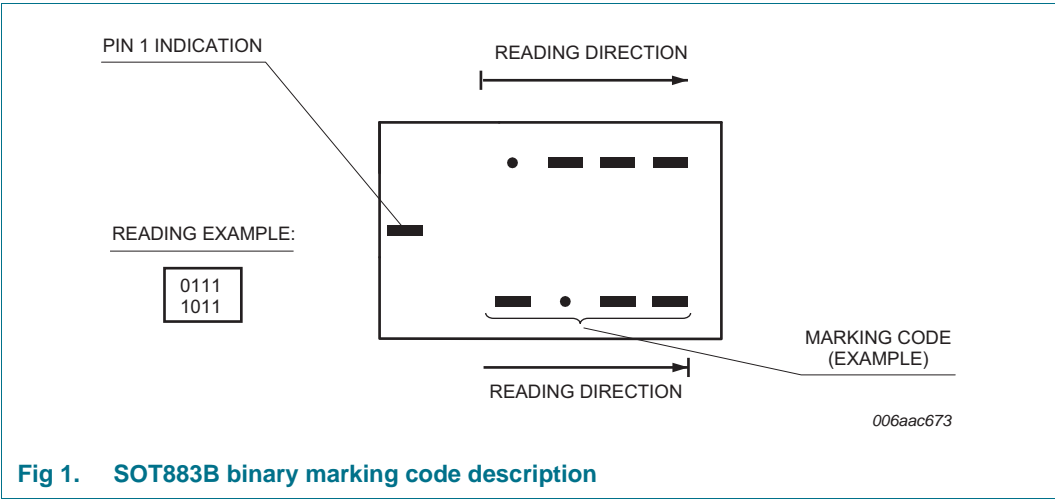 PIN 1 INDICATION
READING DIRECTION
READING EXAMPLE:
0111
1011
MARKING CODE
(EXAMPLE)
READING DIRECTION
006aac673
Fig 1. SOT883B binary marking code description